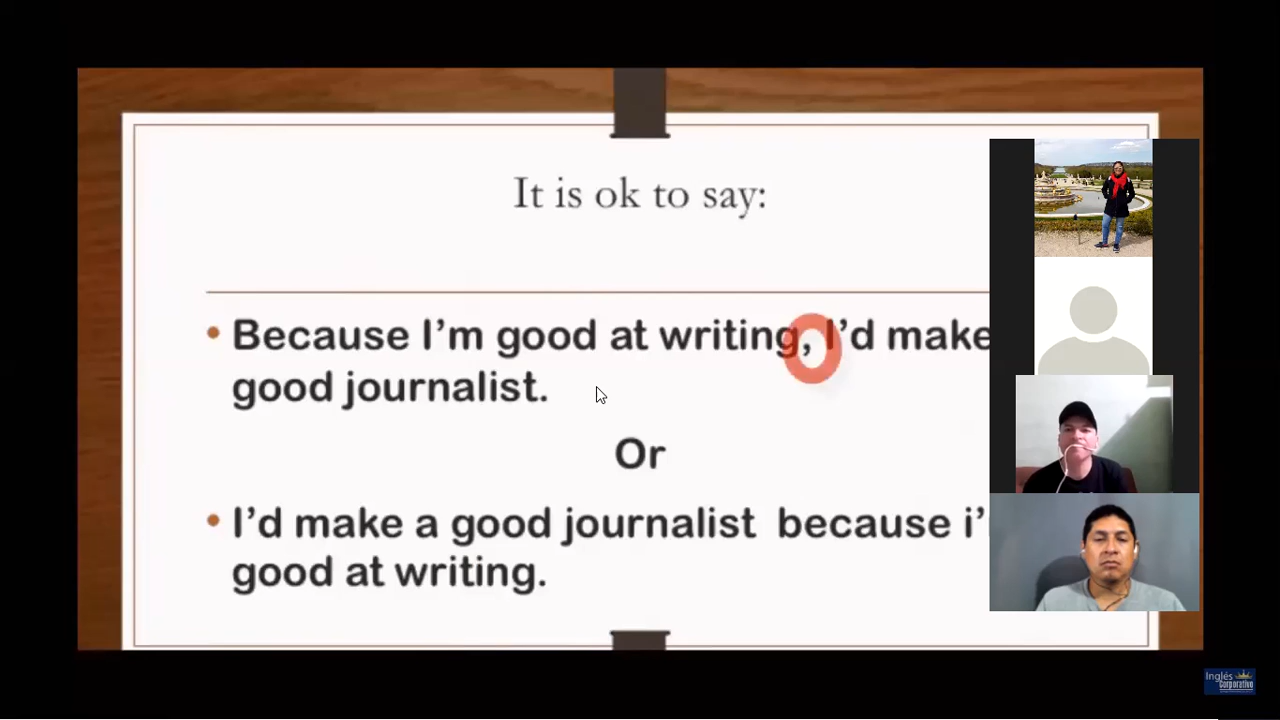 It is ok to say:
• Because I’m good at writing, I’d make
good journalist.
Or
• I’d make a good journalist because i’
good at writing.
Inglés
Corporativo